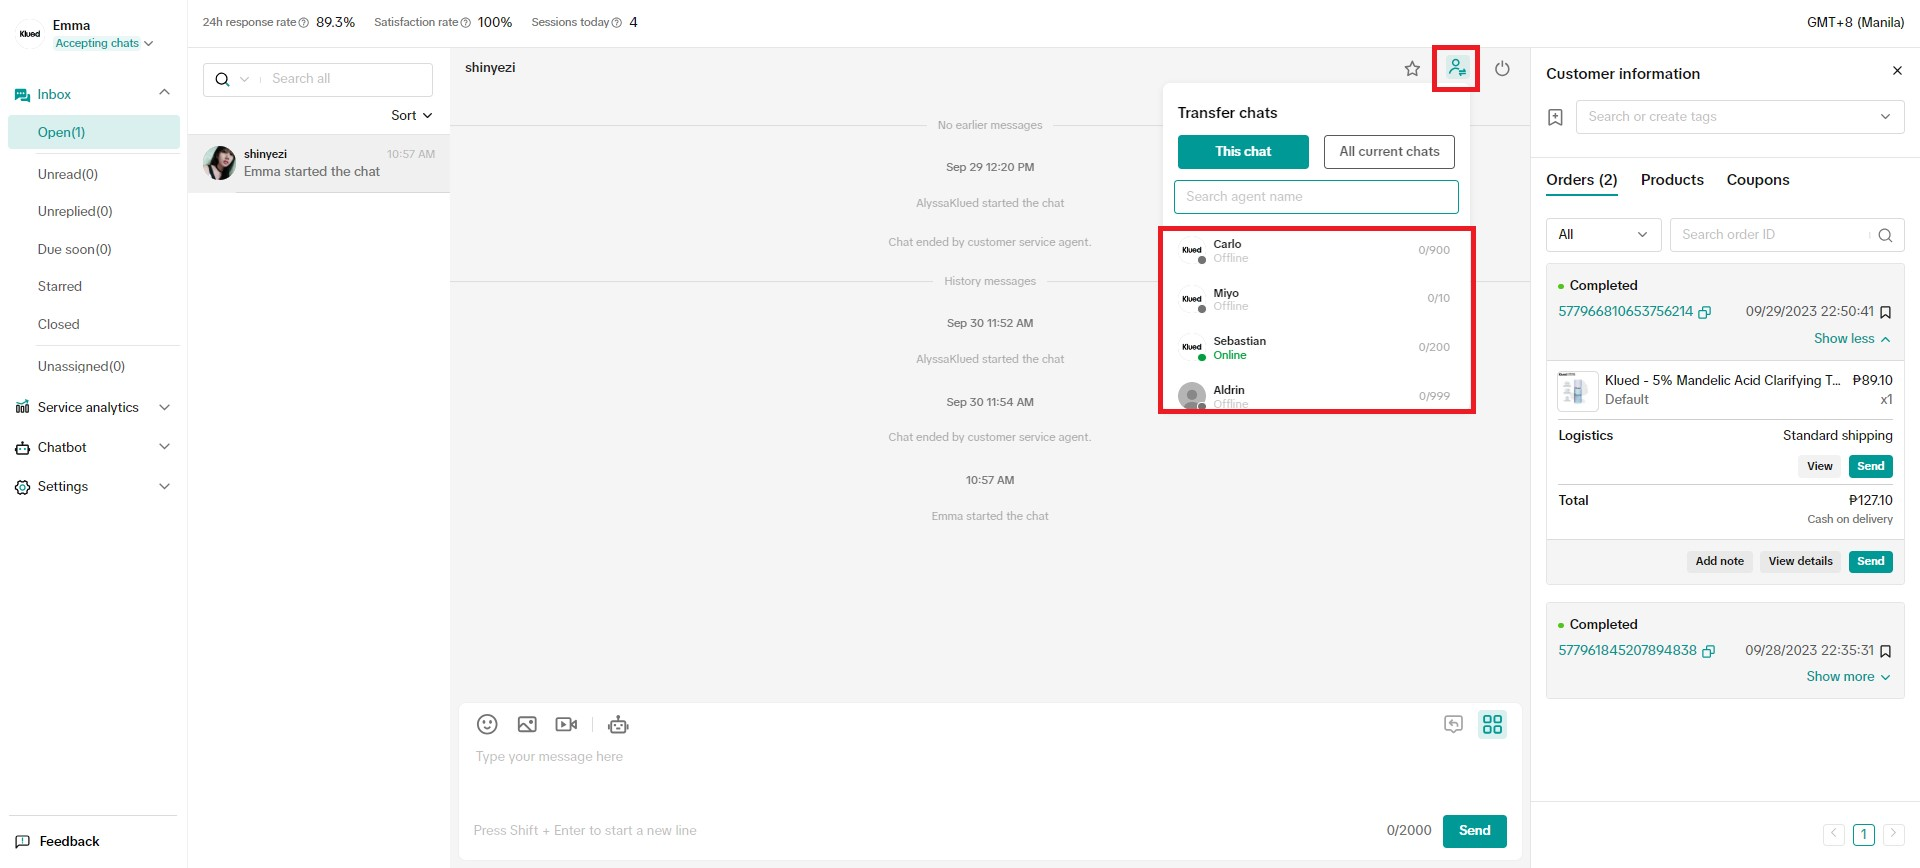 Klued
Emma
Accepting chats
24h response rate 89.3% Satisfaction rate 100% Sessions today 4
GMT+8 (Manila)
Inbox
Open(1)
Unread(0)
Unreplied(0)
Due soon(0)
Starred
Closed
Unassigned(0)
Service analytics
Chatbot
Settings
Feedback
Search all
Sort
shinyezi 10:57 AM
Emma started the chat
shinyezi
No earlier messages
Sep 29 12:20 PM
AlyssaKlued started the chat
Chat ended by customer service agent.
History messages
Sep 30 11:52 AM
AlyssaKlued started the chat
Sep 30 11:54 AM
Chat ended by customer service agent.
10:57 AM
Emma started the chat
Transfer chats
This chat All current chats
Search agent name
Klued Carlo 0/900
Offline
Klued Miyo 0/10
Offline
Klued Sebastian 0/200
Online
Aldrin 0/999
Offline
Type your message here
Press Shift + Enter to start a new line 0/2000 Send
Customer information
Search or create tags
Orders (2) Products Coupons
All Search order ID
Completed
577966810653756214 09/29/2023 22:50:41
Show less
Klued - 5% Mandelic Acid Clarifying T... ₱89.10
Default x1
Logistics Standard shipping
View Send
Total ₱127.10
Cash on delivery
Add note View details Send
Completed
577961845207894838 09/28/2023 22:35:31
Show more
1